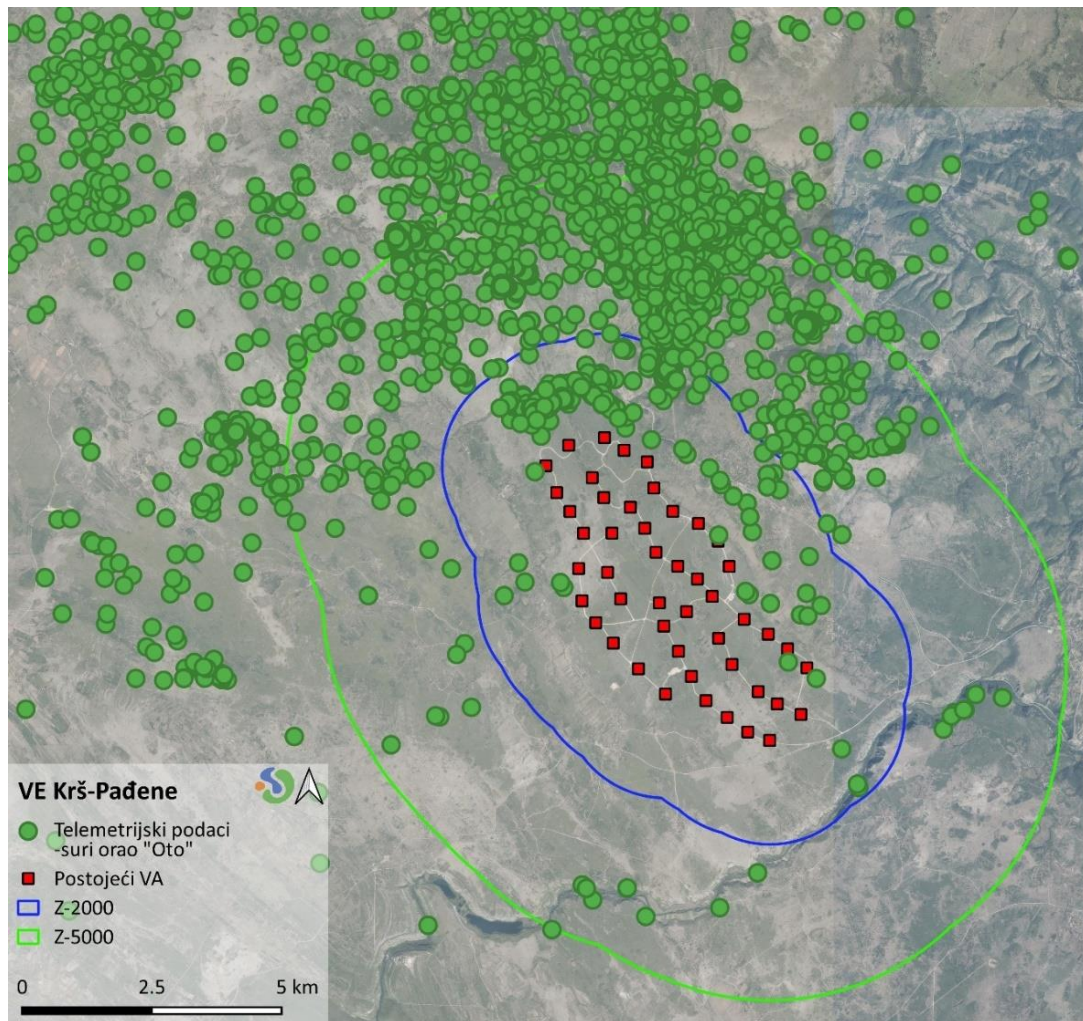 VE Krš-Pađene
Telemetrijski podaci
-suri orao "Oto"
Postojeći VA
Z-2000
Z-5000
0 2.5 5 km